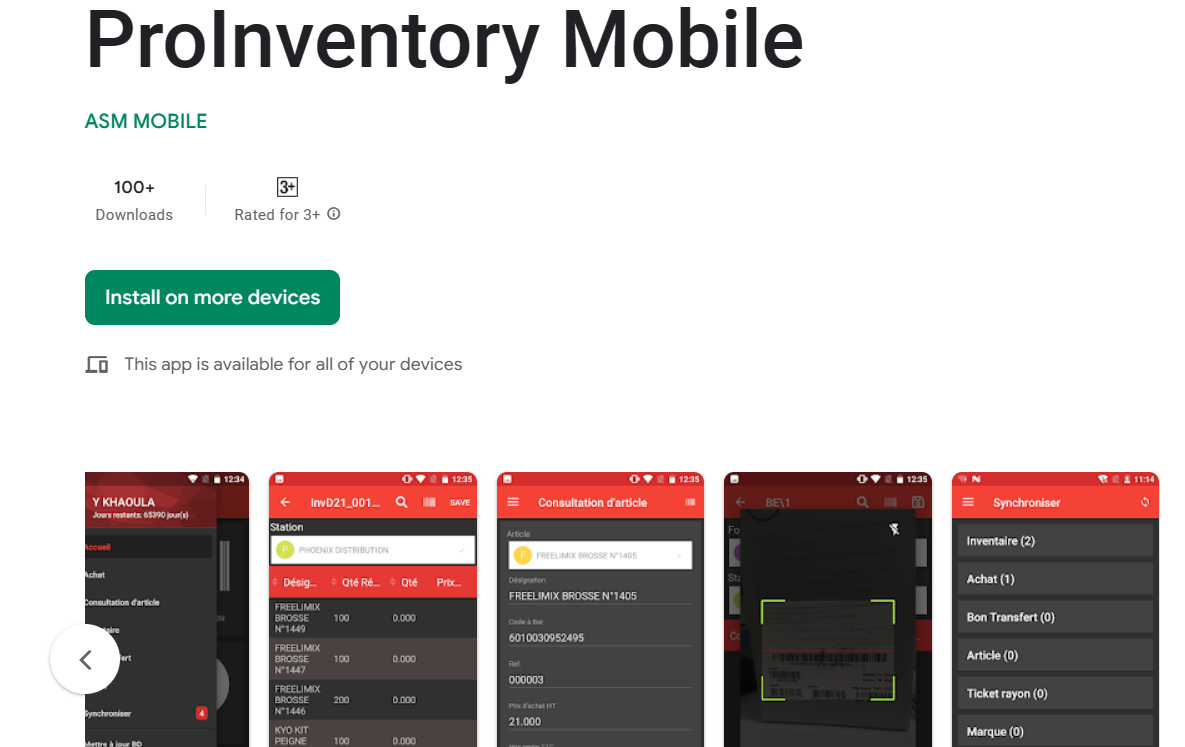 ProInventory Mobile
ASM MOBILE
100+
Downloads
3+
Rated for 3+
Install on more devices
This app is available for all of your devices
12:34
Y KHAOULA
Jours restants: 65390 jour(s)
Accueil
Achat
Consultation d'article
Synchroniser
4
Mettre à jour BD
12:35
InvD21_001...
SAVE
Station
P
PHOENIX DISTRIBUTION
Désig...
Qté Ré...
Qté
Prix...
FREELIMIX
BROSSE
N°1449
100
0.000
FREELIMIX
BROSSE
N°1447
100
0.000
FREELIMIX
BROSSE
N°1446
200
0.000
KYO KIT
PEIGNE
100
0.000
12:35
Consultation d'article
Article
F
FREELIMIX BROSSE N°1405
Désignation
FREELIMIX BROSSE N°1405
Code à Bar
6010030952495
Ref.
000003
Prix d'achat HT
21.000
12:35
BE\1
Fo
Sta
11:14
Synchroniser
Inventaire (2)
Achat (1)
Bon Transfert (0)
Article (0)
Ticket rayon (0)
Marque (0)